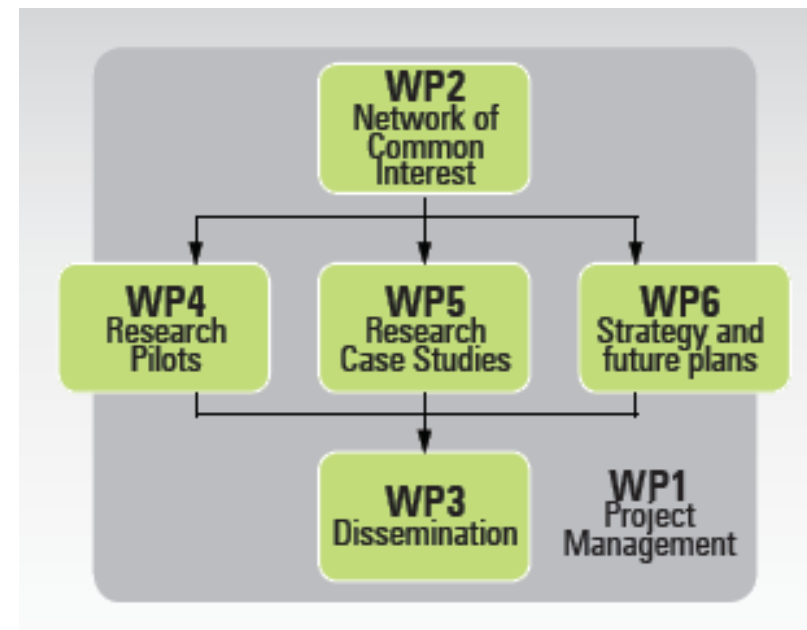 WP2
Network of
Common
Interest
WP4
Research
Pilots
WP5
Research
Case Studies
WP6
Strategy and
future plans
WP3
Dissemination
WP1
Project
Management